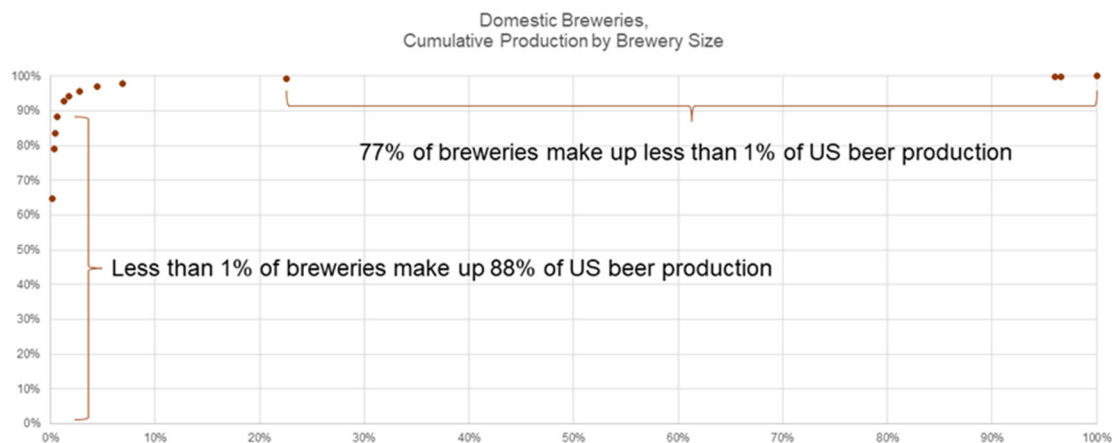 Domestic Breweries,
Cumulative Production by Brewery Size
100%
90%
80%
70%
60%
50%
40%
30%
20%
10%
0%
77% of breweries make up less than 1% of US beer production
Less than 1% of breweries make up 88% of US beer production
0% 10% 20% 30% 40% 50% 60% 70% 80% 90% 100%